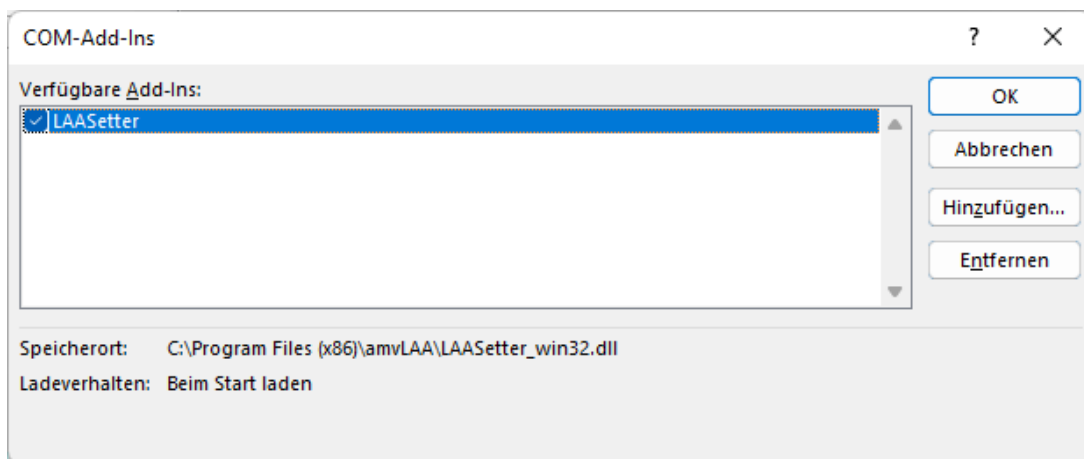 COM-Add-Ins
?
Verfügbare Add-Ins:
LAASetter
OK
Abbrechen
Hinzufügen...
Entfernen
Speicherort: C:\Program Files (x86)\amvLAA\LAASetter_win32.dll
Ladeverhalten: Beim Start laden